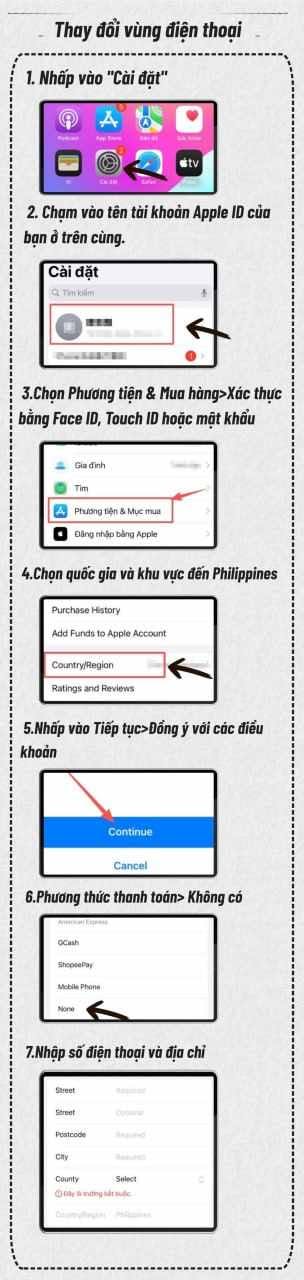 Thay đổi vùng điện thoại
1. Nhấp vào "Cài đặt"
Podcast
App Store
Bản đồ
Sức khỏe
Ví
Cài đặt
Safari
tv
2. Chạm vào tên tài khoản Apple ID của
bạn ở trên cùng.
Cài đặt
Tìm kiếm
1
3.Chọn Phương tiện & Mua hàng>Xác thực
bằng Face ID, Touch ID hoặc mật khẩu
Gia đình
Tìm
Phương tiện & Mục mua
Đăng nhập bằng Apple
4.Chọn quốc gia và khu vực đến Philippines
Purchase History
Add Funds to Apple Account
Country/Region
Ratings and Reviews
5.Nhấp vào Tiếp tục>Đồng ý với các điều
khoản
Continue
Cancel
6.Phương thức thanh toán> Không có
American Express
GCash
ShopeePay
Mobile Phone
None
7.Nhập số điện thoại và địa chỉ
Street Required
Street Optional
Postcode Required
City Required
County Select
Đây là trường bắt buộc.
Country/Region Philippines